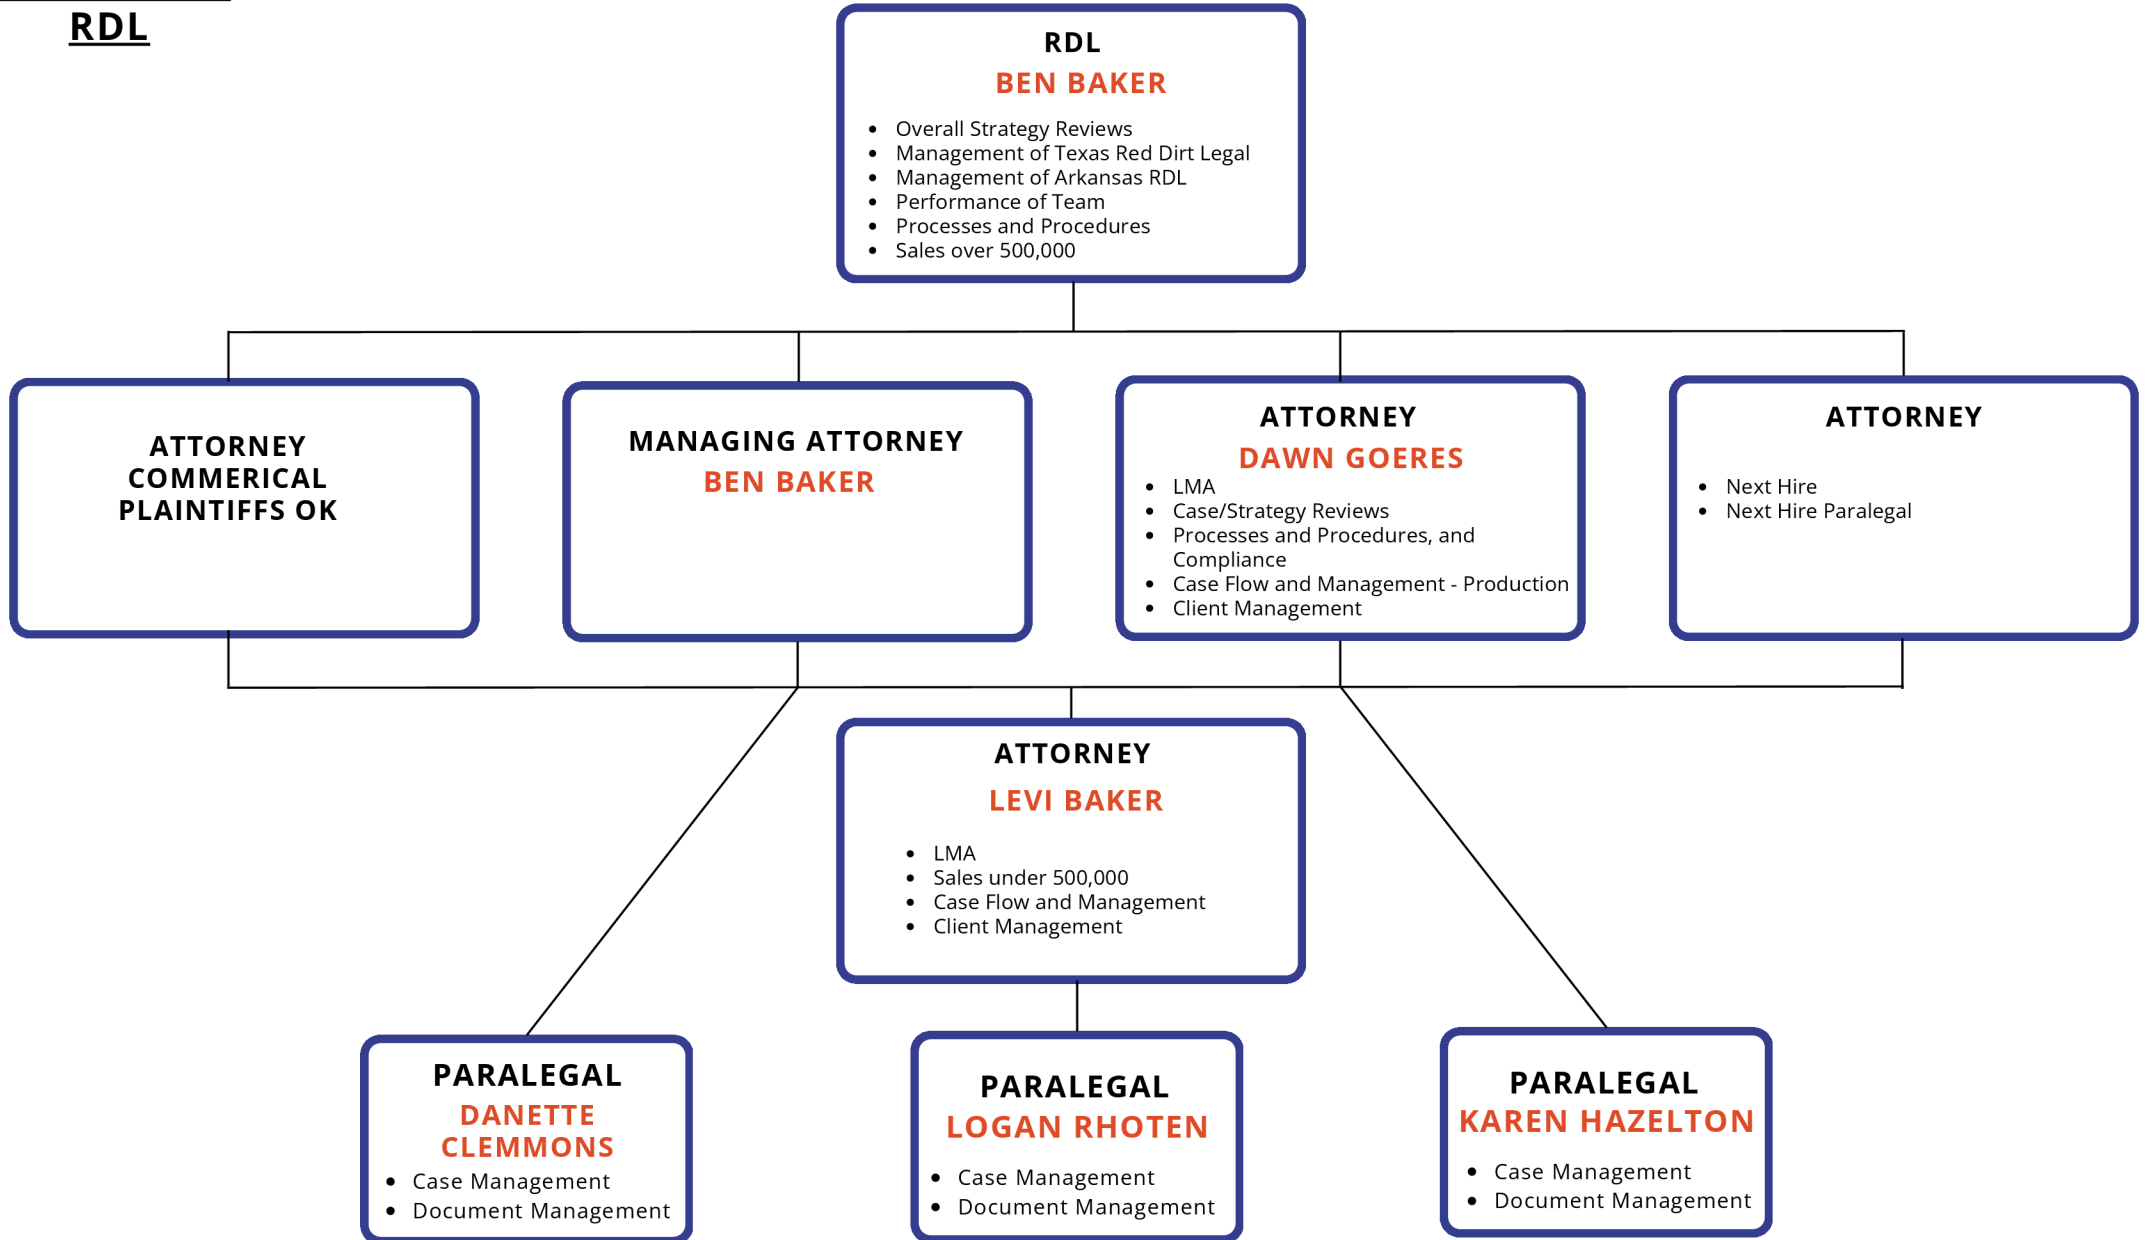 RDL
RDL
BEN BAKER
• Overall Strategy Reviews
• Management of Texas Red Dirt Legal
• Management of Arkansas RDL
• Performance of Team
• Processes and Procedures
• Sales over 500,000
ATTORNEY
COMMERICAL
PLAINTIFFS OK
MANAGING ATTORNEY
BEN BAKER
ATTORNEY
DAWN GOERES
• LMA
• Case/Strategy Reviews
• Processes and Procedures, and
Compliance
• Case Flow and Management - Production
• Client Management
ATTORNEY
• Next Hire
• Next Hire Paralegal
ATTORNEY
LEVI BAKER
• LMA
• Sales under 500,000
• Case Flow and Management
• Client Management
PARALEGAL
DANETTE
CLEMMONS
• Case Management
• Document Management
PARALEGAL
LOGAN RHOTEN
• Case Management
• Document Management
PARALEGAL
KAREN HAZELTON
• Case Management
• Document Management